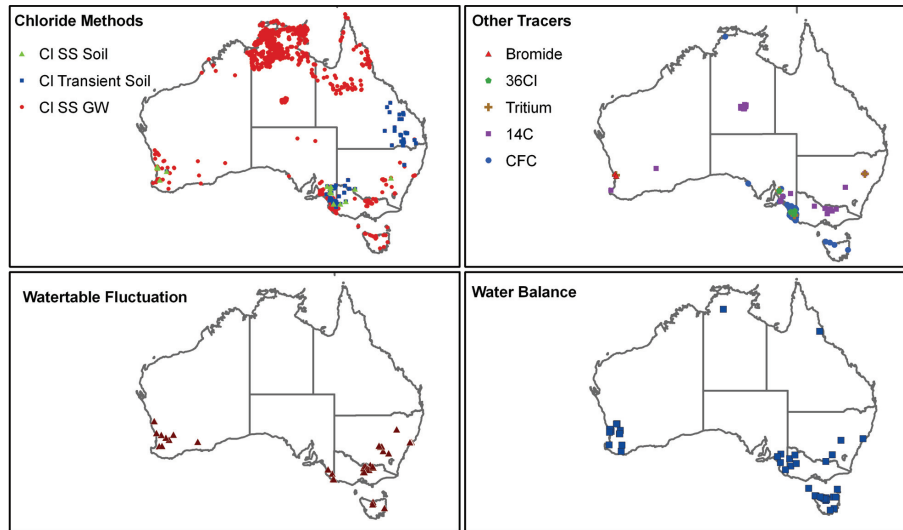 Chloride Methods
Cl SS Soil
Cl Transient Soil
Cl SS GW
Other Tracers
Bromide
36Cl
Tritium
14C
CFC
Watertable Fluctuation
Water Balance